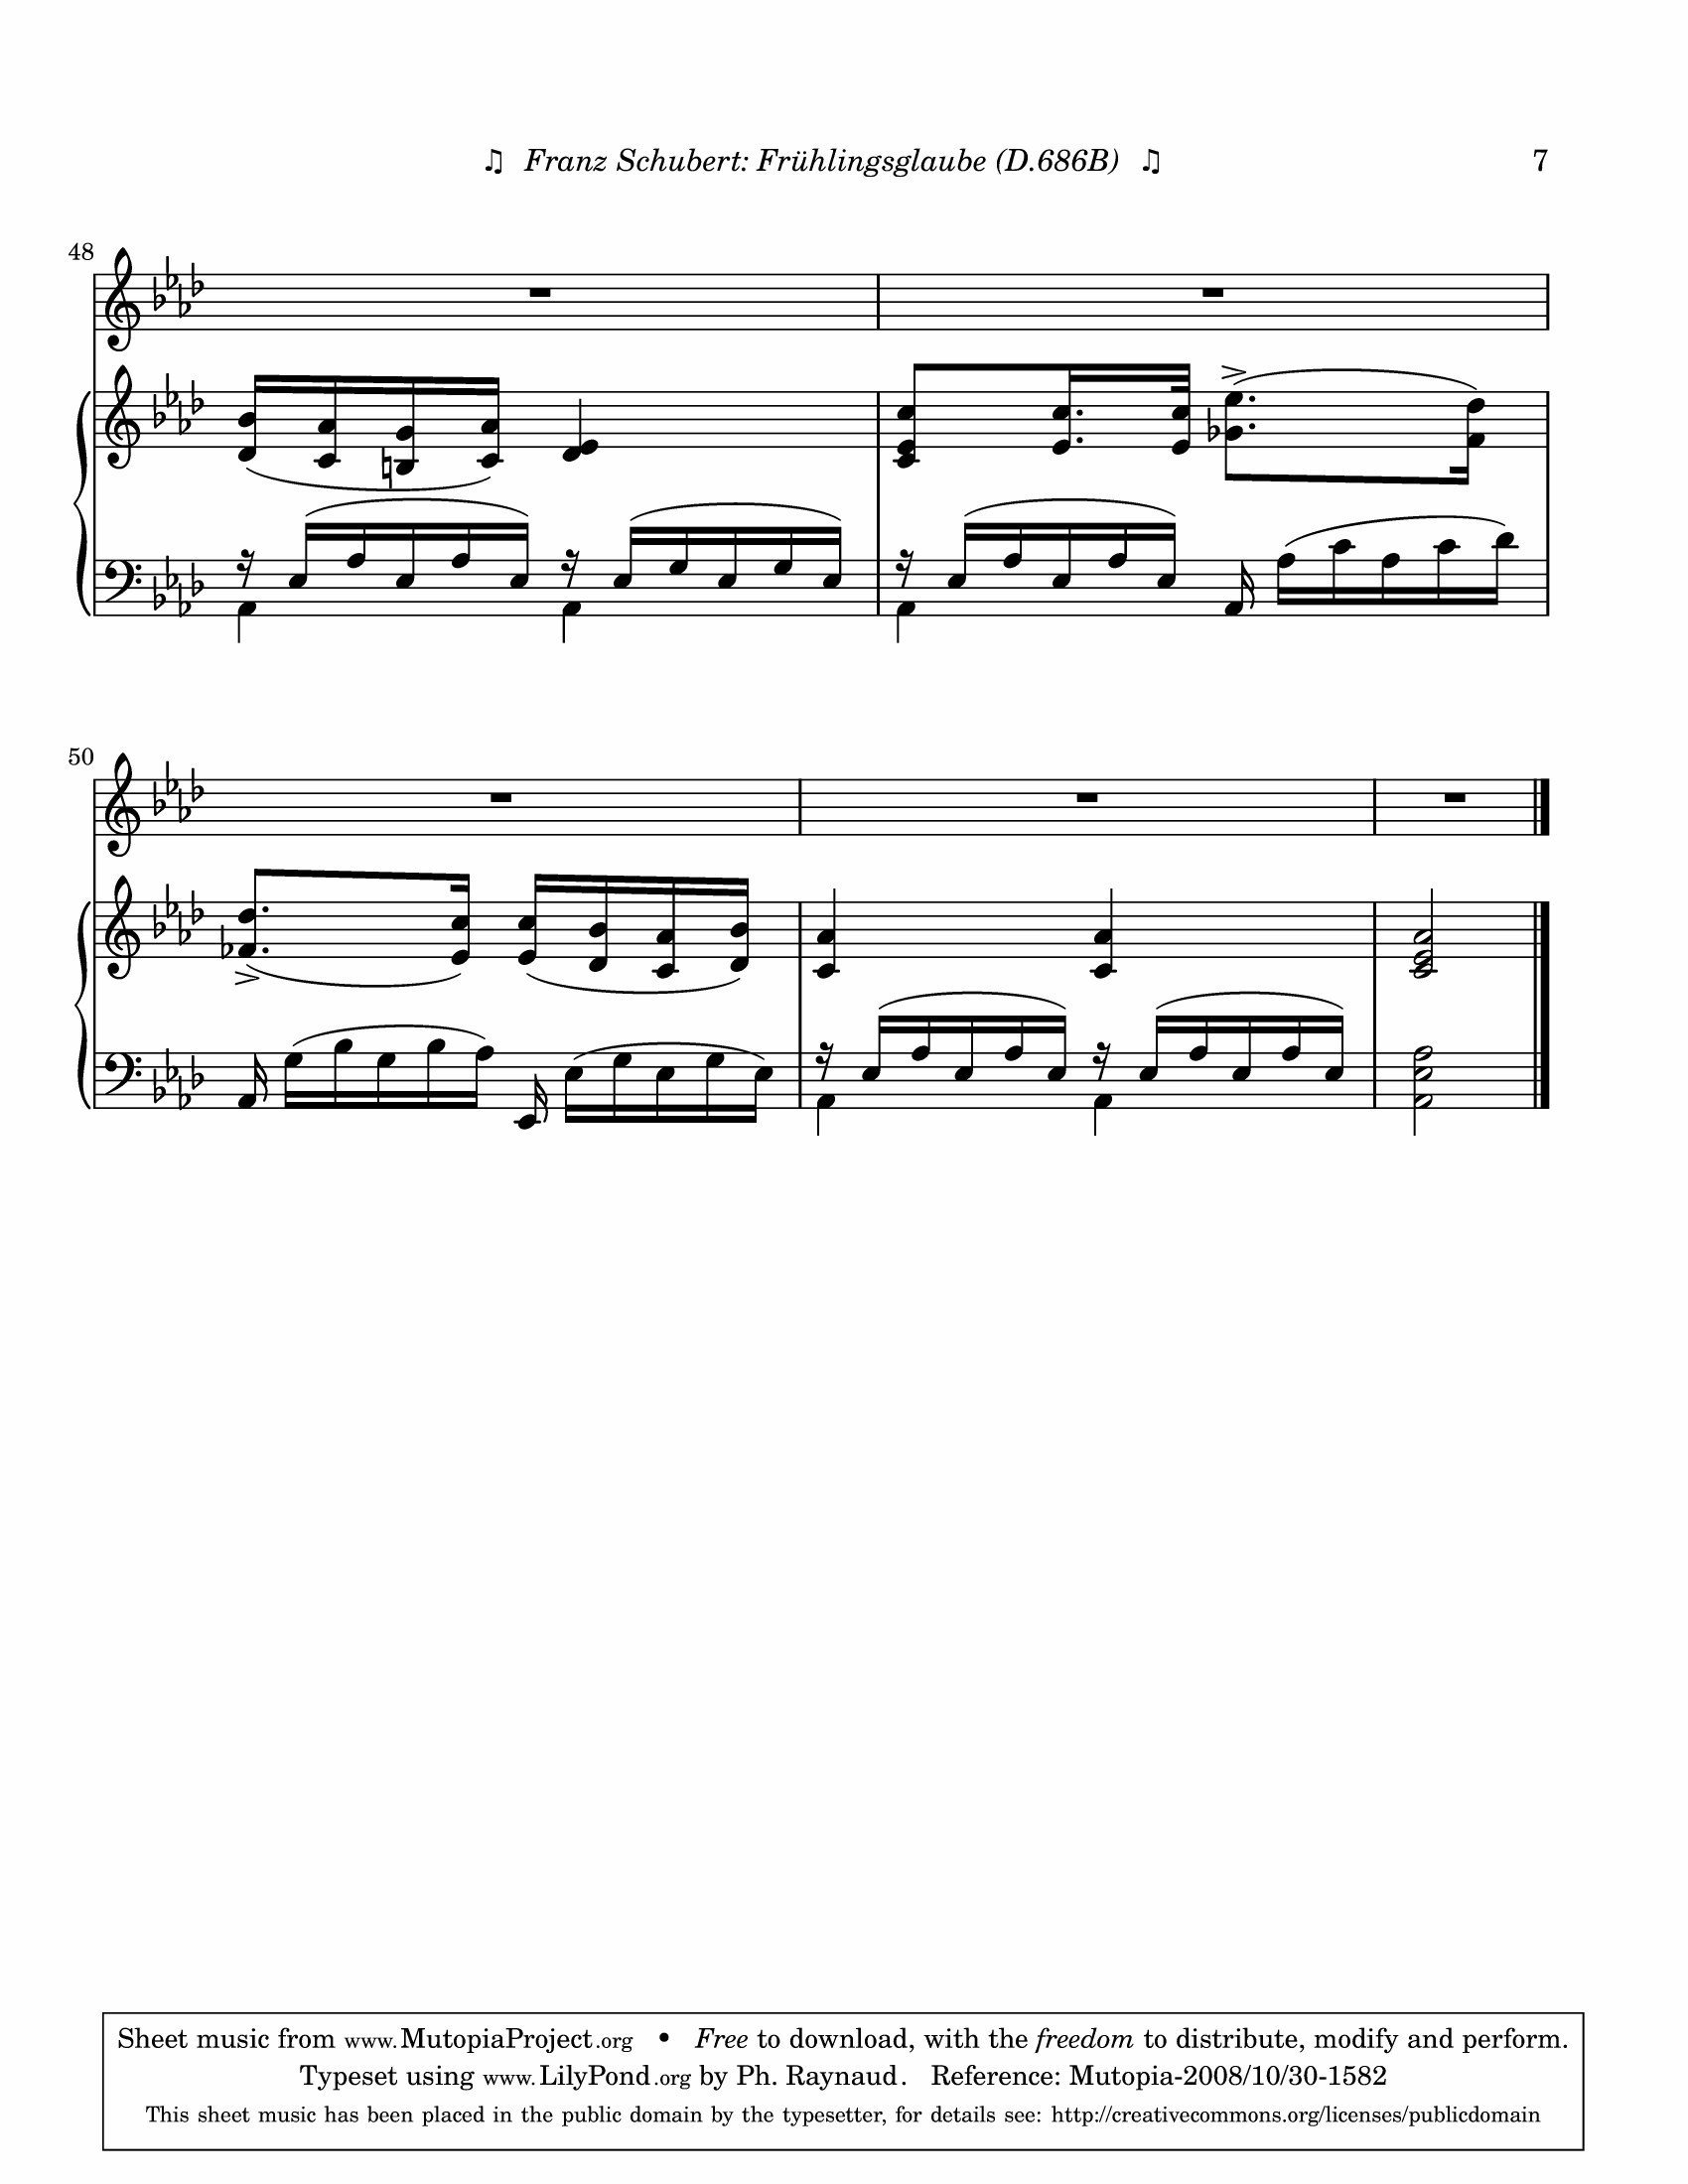 ♫ Franz Schubert: Frühlingsglaube (D.686B) ♫ 7
48
50
Sheet music from www.MutopiaProject.org • Free to download, with the freedom to distribute, modify and perform.
Typeset using www.LilyPond.org by Ph. Raynaud. Reference: Mutopia-2008/10/30-1582
This sheet music has been placed in the public domain by the typesetter, for details see: http://creativecommons.org/licenses/publicdomain